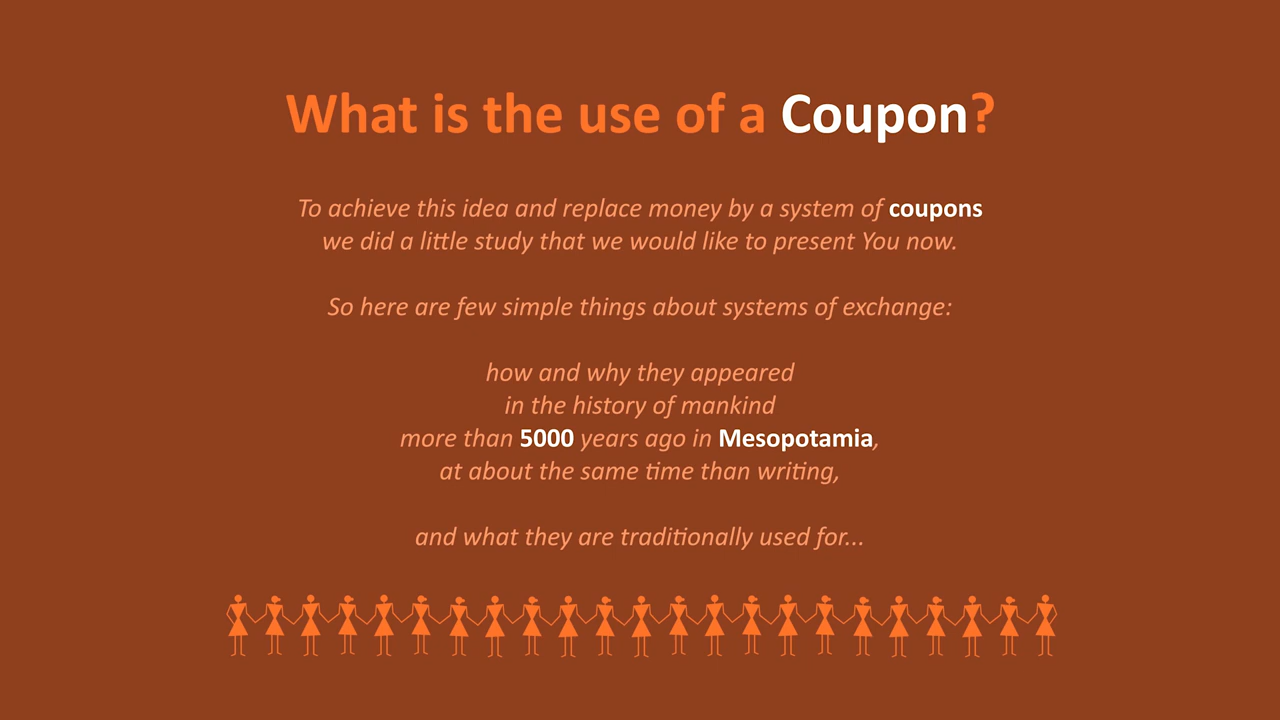 What is the use of a Coupon?
To achieve this idea and replace money by a system of coupons
we did a little study that we would like to present You now.
So here are few simple things about systems of exchange:
how and why they appeared
in the history of mankind
more than 5000 years ago in Mesopotamia,
at about the same time than writing,
and what they are traditionally used for...